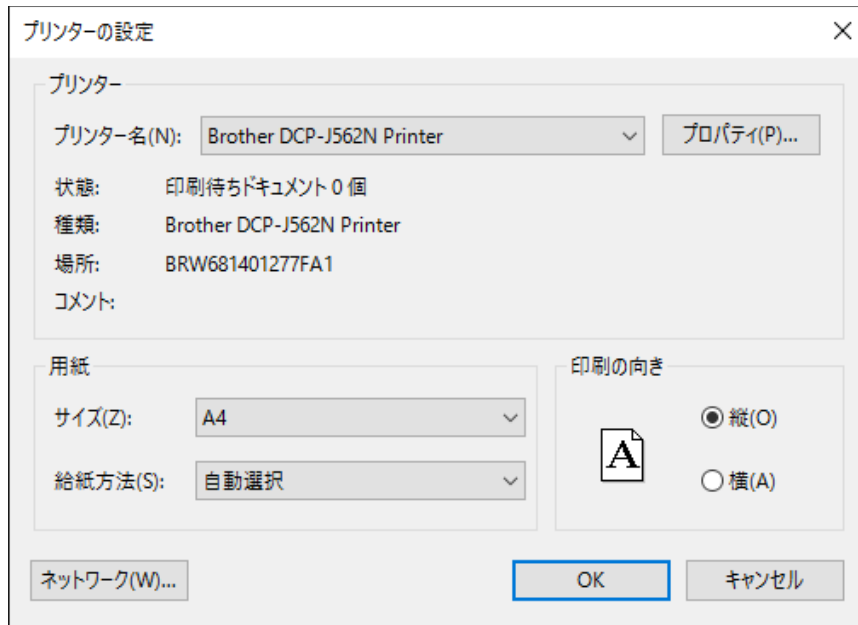 プリンターの設定
プリンター
プリンター名(N): Brother DCP-J562N Printer プロパティ(P)...
状態: 印刷待ちドキュメント 0 個
種類: Brother DCP-J562N Printer
場所: BRW681401277FA1
コメント:
用紙
サイズ(Z): A4
給紙方法(S): 自動選択
印刷の向き
A
縦(O)
横(A)
ネットワーク(W)... OK キャンセル